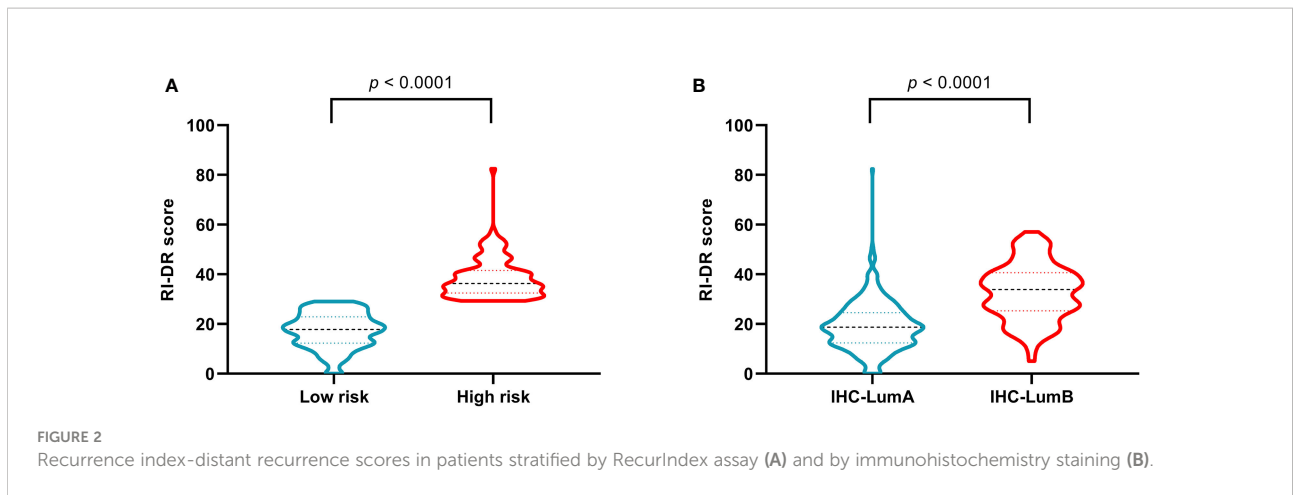 A
p < 0.0001
RI-DR score
100
80
60
40
20
0
Low risk
High risk
B
p < 0.0001
RI-DR score
100
80
60
40
20
0
IHC-LumA
IHC-LumB
FIGURE 2
Recurrence index-distant recurrence scores in patients stratified by RecurIndex assay (A) and by immunohistochemistry staining (B).